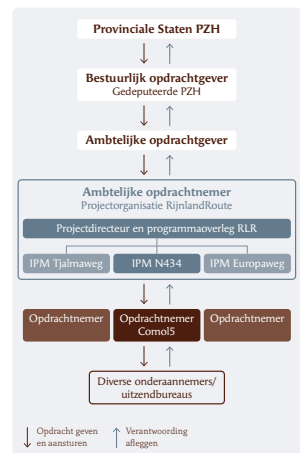 Provinciale Staten PZH
Bestuurlijk opdrachtgever
Gedeputeerde PZH
Ambtelijke opdrachtgever
Ambtelijke opdrachtnemer
Projectorganisatie RijnlandRoute
Projectdirecteur en programmaoverleg RLR
IPM Tjalmaweg
IPM N434
IPM Europaweg
Opdrachtnemer
Opdrachtnemer
Comol5
Opdrachtnemer
Diverse onderaannemers/
uitzendbureaus
Opdracht geven
en aansturen
Verantwoording
afleggen